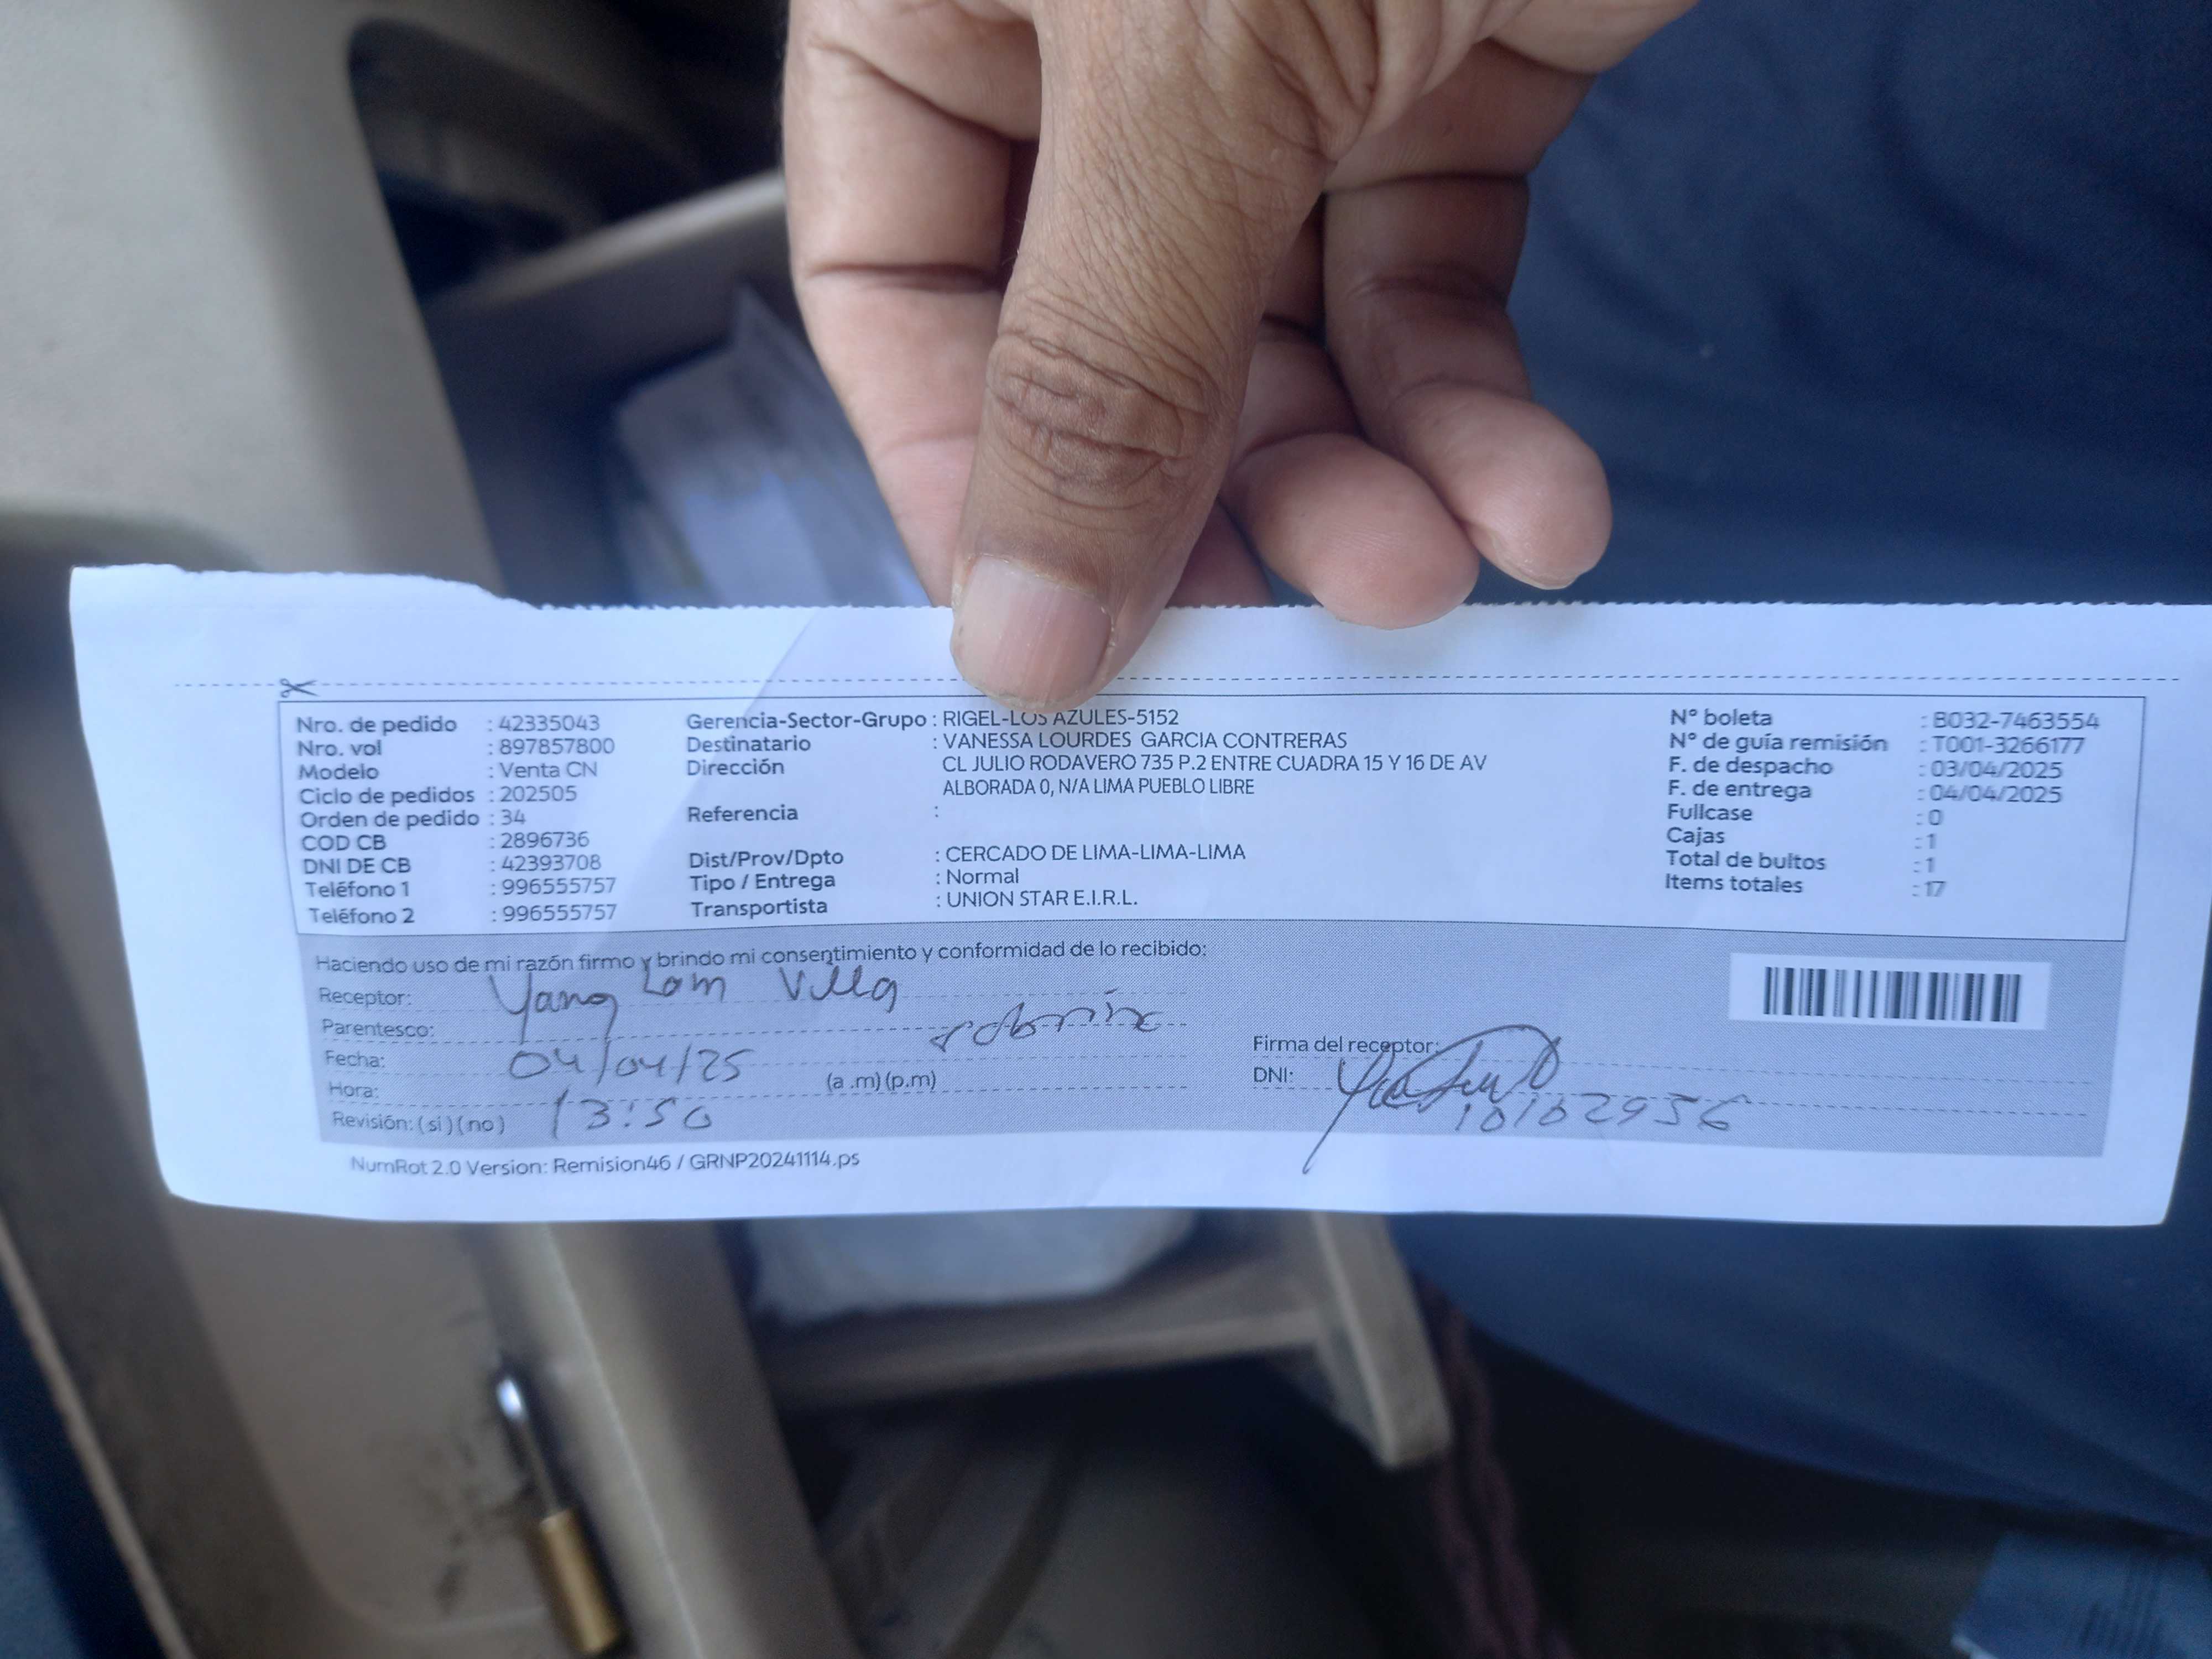 Nro. de pedido : 42335043
Nro. vol : 897857800
Modelo : Venta CN
Ciclo de pedidos : 202505
Orden de pedido : 34
COD CB : 2896736
DNI DE CB : 42393708
Teléfono 1 : 996555757
Teléfono 2 : 996555757
Gerencia-Sector-Grupo : RIGEL-LOS AZULES-5152
Destinatario : VANESSA LOURDES GARCIA CONTRERAS
Dirección CL JULIO RODAVERO 735 P.2 ENTRE CUADRA 15 Y 16 DE AV
ALBORADA 0, N/A LIMA PUEBLO LIBRE
Referencia :
Dist/Prov/Dpto : CERCADO DE LIMA-LIMA-LIMA
Tipo / Entrega : Normal
Transportista : UNION STAR E.I.R.L.
N° boleta : B032-7463554
N° de guía remisión : T001-3266177
F. de despacho : 03/04/2025
F. de entrega : 04/04/2025
Fullcase : 0
Cajas : 1
Total de bultos : 1
Items totales : 17
Haciendo uso de mi razón firmo y brindo mi consentimiento y conformidad de lo recibido:
Receptor: Yang Lam Villa
Parentesco:
Fecha: 04/04/25
Hora: (a .m) (p.m)
Revisión: (si) (no) 13:50
Firma del receptor:
DNI: 10102956
NumRot 2.0 Version: Remision46 / GRNP20241114.ps